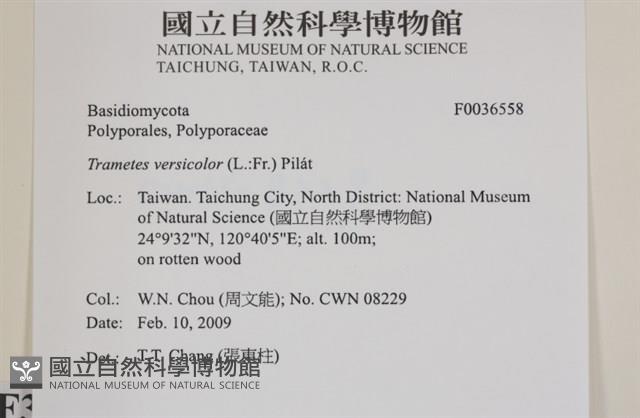 國立自然科學博物館
NATIONAL MUSEUM OF NATURAL SCIENCE
TAICHUNG, TAIWAN, R.O.C.
Basidiomycota F0036558
Polyporales, Polyporaceae
Trametes versicolor (L.:Fr.) Pilát
Loc.: Taiwan. Taichung City, North District: National Museum
of Natural Science (國立自然科學博物館)
24°9'32"N, 120°40'5"E; alt. 100m;
on rotten wood
Col.: W.N. Chou (周文能); No. CWN 08229
Date: Feb. 10, 2009
Det.: T.T. Chang (張東柱)
國立自然科學博物館
NATIONAL MUSEUM OF NATURAL SCIENCE